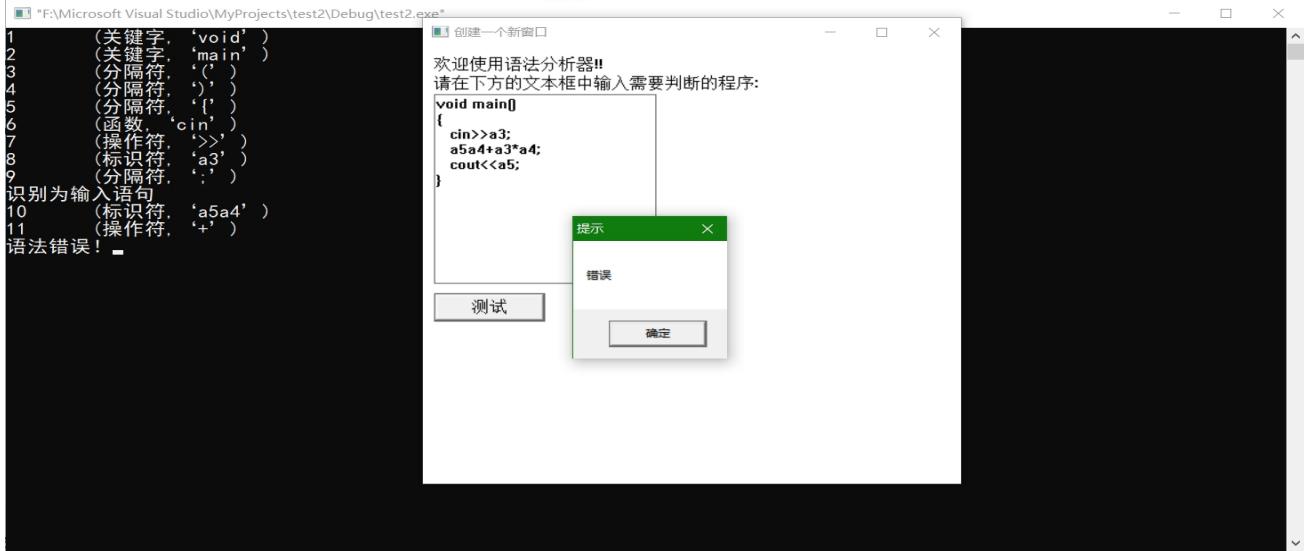 "F:\Microsoft Visual Studio\MyProjects\test2\Debug\test2.exe"
1 (关键字, ‘void’)
2 (关键字, ‘main’)
3 (分隔符, ‘(’)
4 (分隔符, ‘)’)
5 (分隔符, ‘{’)
6 (函数, ‘cin’)
7 (操作符, ‘>>’)
8 (标识符, ‘a3’)
9 (分隔符, ‘;’)
识别为输入语句
10 (标识符, ‘a5a4’)
11 (操作符, ‘+’)
语法错误!
创建一个新窗口
欢迎使用语法分析器!!
请在下方的文本框中输入需要判断的程序:
void main()
{
cin>>a3;
a5a4+a3*a4;
cout<<a5;
}
提示
错误
确定
测试